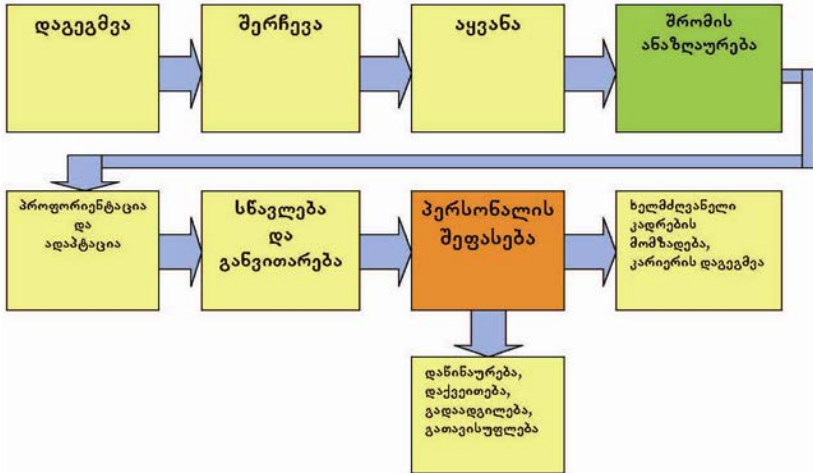 დაგეგმვა
შერჩევა
აყვანა
შრომის
ანაზღაურება
პროფორიენტაცია
და
ადაპტაცია
სწავლება
და
განვითარება
პერსონალის
შეფასება
ხელმძღვანელი
კადრების
მომზადება,
კარიერის დაგეგმვა
დაწინაურება,
დაქვეითება,
გადაადგილება,
გათავისუფლება